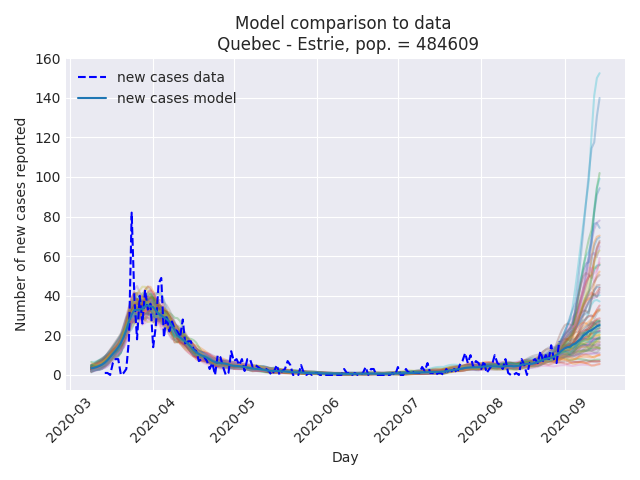 Model comparison to data
Quebec - Estrie, pop. = 484609
new cases data
new cases model
Number of new cases reported
160
140
120
100
80
60
40
20
0
2020-03
2020-04
2020-05
2020-06
2020-07
2020-08
2020-09
Day